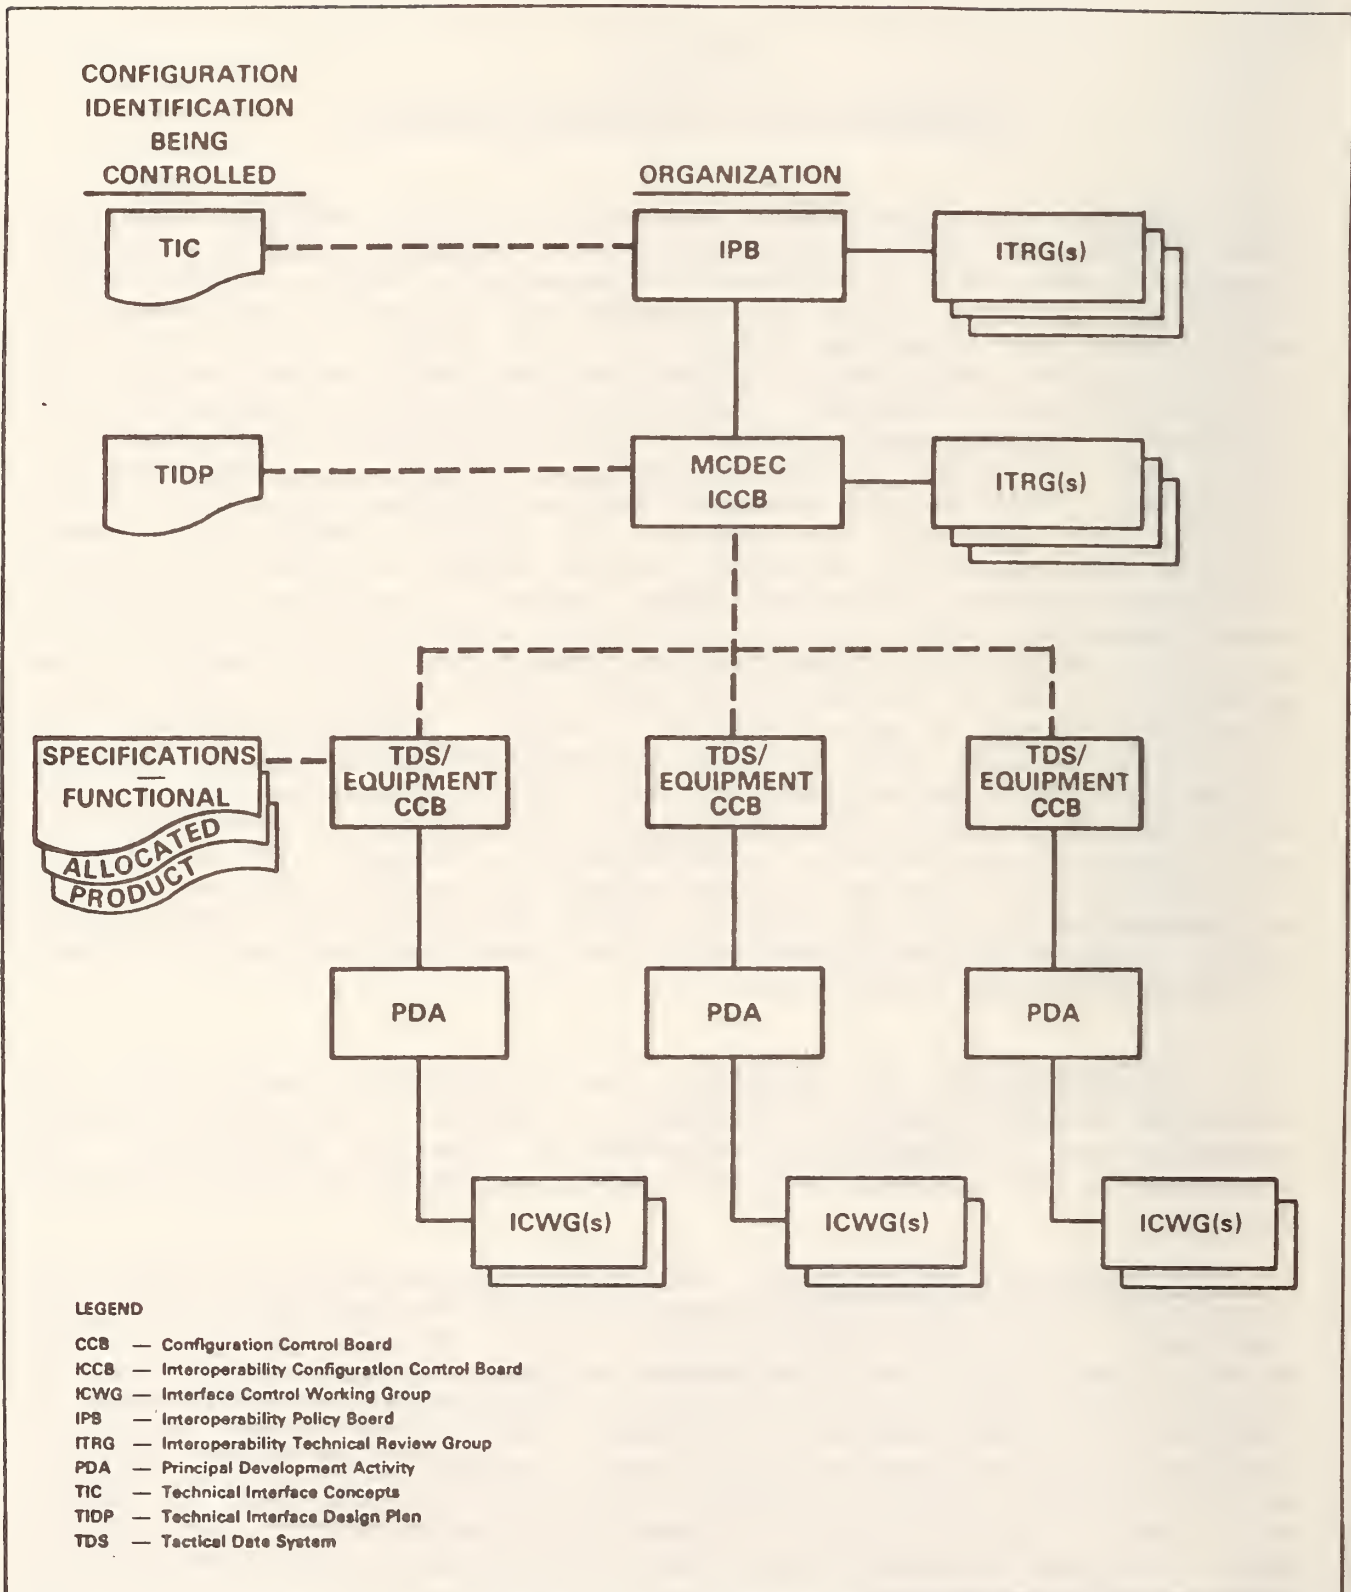 CONFIGURATION
IDENTIFICATION
BEING
CONTROLLED
ORGANIZATION
TIC
IPB
ITRG(s)
TIDP
MCDEC
ICCB
ITRG(s)
SPECIFICATIONS
—
FUNCTIONAL
ALLOCATED
PRODUCT
TDS/
EQUIPMENT
CCB
TDS/
EQUIPMENT
CCB
TDS/
EQUIPMENT
CCB
PDA
PDA
PDA
ICWG(s)
ICWG(s)
ICWG(s)
LEGEND
CCB — Configuration Control Board
ICCB — Interoperability Configuration Control Board
ICWG — Interface Control Working Group
IPB — Interoperability Policy Board
ITRG — Interoperability Technical Review Group
PDA — Principal Development Activity
TIC — Technical Interface Concepts
TIDP — Technical Interface Design Plan
TDS — Tactical Data System